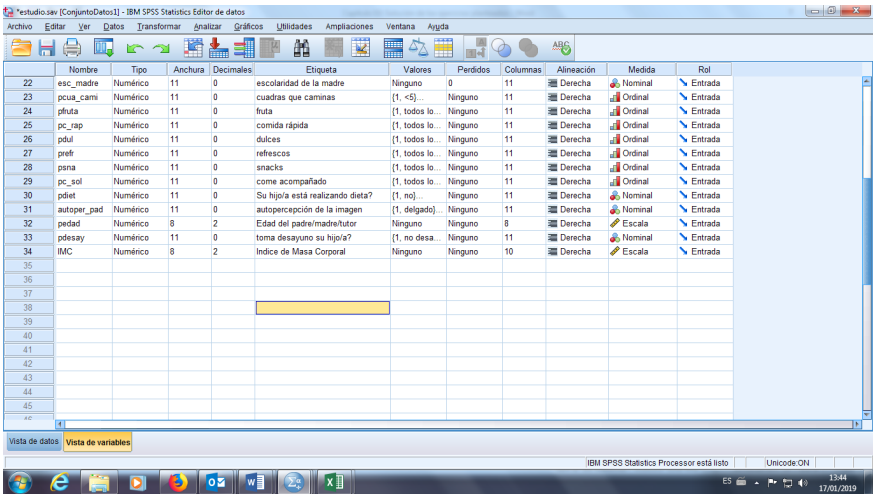 *estudio.sav [ConjuntoDatos1] - IBM SPSS Statistics Editor de datos
Archivo Editar Ver Datos Transformar Analizar Gráficos Utilidades Ampliaciones Ventana Ayuda
Nombre Tipo Anchura Decimales Etiqueta Valores Perdidos Columnas Alineación Medida Rol
22 esc_madre Numérico 11 0 escolaridad de la madre Ninguno 0 11 Derecha Nominal Entrada
23 pcua_cami Numérico 11 0 cuadras que caminas {1, <5}... Ninguno 11 Derecha Ordinal Entrada
24 pfruta Numérico 11 0 fruta {1, todos lo... Ninguno 11 Derecha Ordinal Entrada
25 pc_rap Numérico 11 0 comida rápida {1, todos lo... Ninguno 11 Derecha Ordinal Entrada
26 pdul Numérico 11 0 dulces {1, todos lo... Ninguno 11 Derecha Ordinal Entrada
27 prefr Numérico 11 0 refrescos {1, todos lo... Ninguno 11 Derecha Ordinal Entrada
28 psna Numérico 11 0 snacks {1, todos lo... Ninguno 11 Derecha Ordinal Entrada
29 pc_sol Numérico 11 0 come acompañado {1, todos lo... Ninguno 11 Derecha Ordinal Entrada
30 pdiet Numérico 11 0 Su hijo/a está realizando dieta? {1, no}... Ninguno 11 Derecha Nominal Entrada
31 autoper_pad Numérico 11 0 autopercepción de la imagen {1, delgado}... Ninguno 11 Derecha Nominal Entrada
32 pedad Numérico 8 2 Edad del padre/madre/tutor Ninguno Ninguno 8 Derecha Escala Entrada
33 pdesay Numérico 11 0 toma desayuno su hijo/a? {1, no desa... Ninguno 11 Derecha Nominal Entrada
34 IMC Numérico 8 2 Indice de Masa Corporal Ninguno Ninguno 10 Derecha Escala Entrada
35
36
37
38
39
40
41
42
43
44
45
Vista de datos Vista de variables
IBM SPSS Statistics Processor está listo Unicode:ON
ES 13:44
17/01/2019